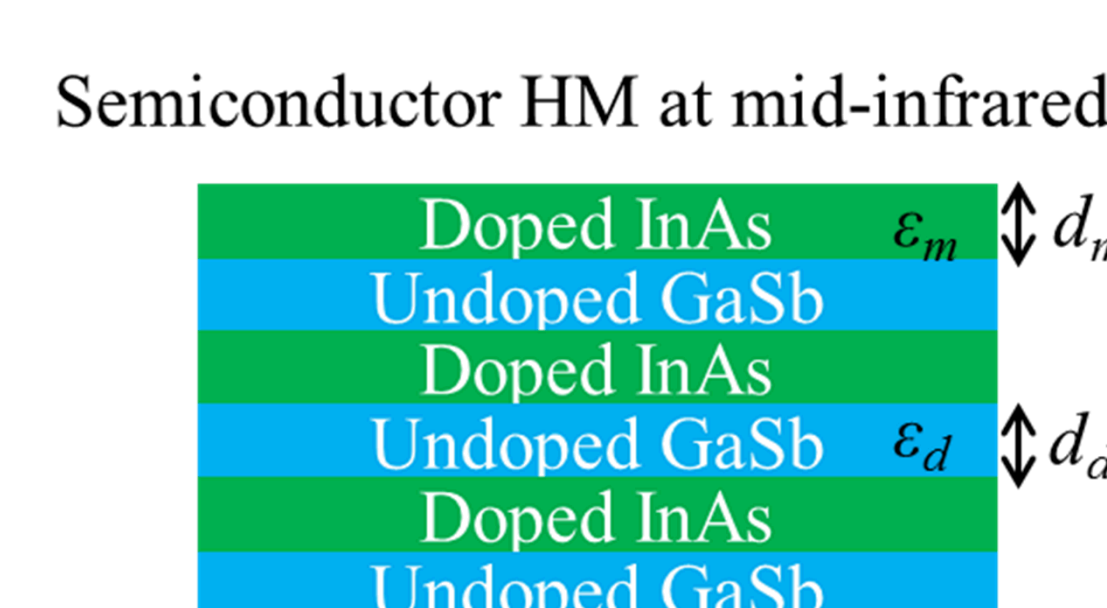 Semiconductor HM at mid-infrared
Doped InAs εm
Undoped GaSb
Doped InAs
Undoped GaSb εd dd
Doped InAs
Undoped GaSb